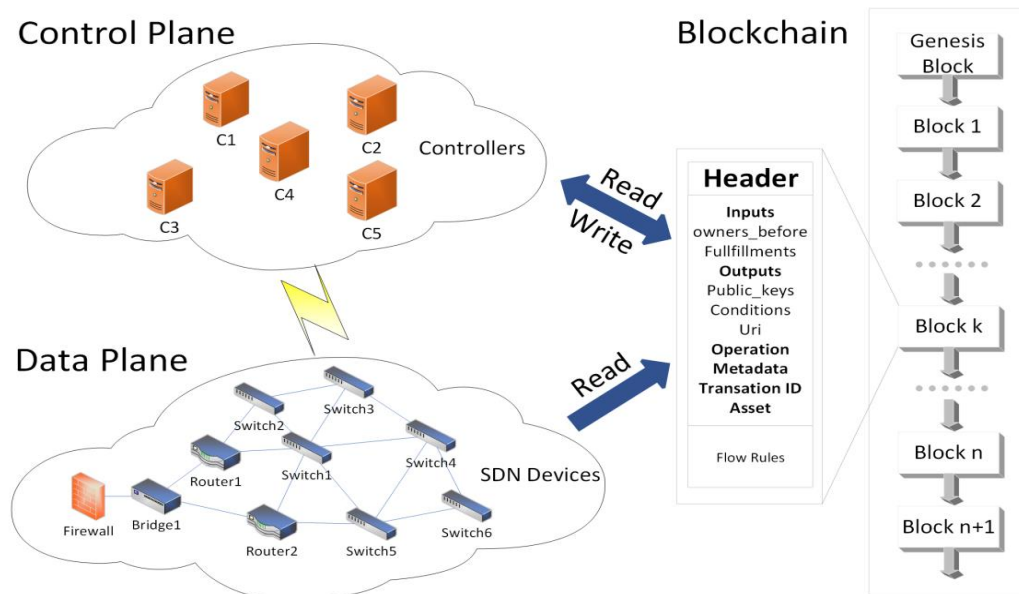 Control Plane
C1
C2
Controllers
C4
C3
C5
Data Plane
Switch3
Switch2
Switch1
Switch4
Router1
SDN Devices
Firewall
Bridge1
Router2
Switch5
Switch6
Read
Write
Read
Blockchain
Header
Inputs
owners_before
Fullfillments
Outputs
Public_keys
Conditions
Uri
Operation
Metadata
Transation ID
Asset
Flow Rules
Genesis
Block
Block 1
Block 2
Block k
Block n
Block n+1